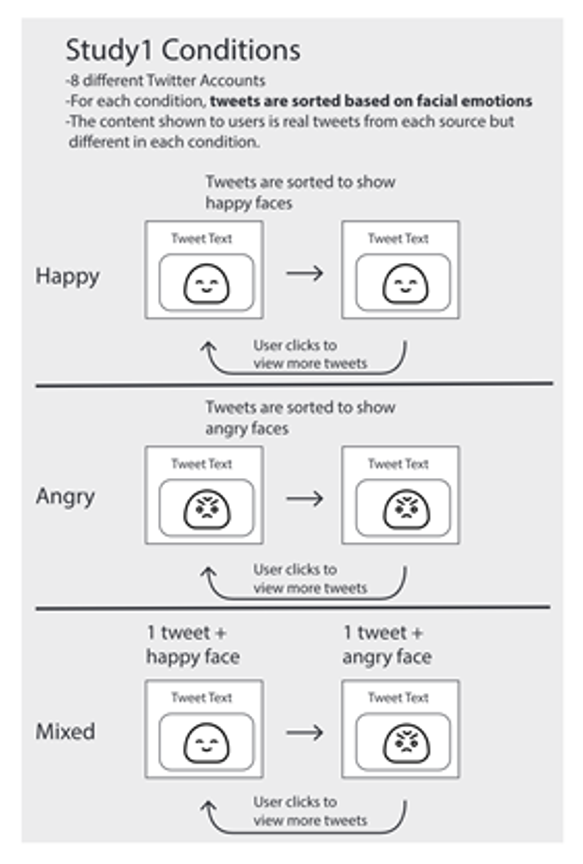 Study1 Conditions
-8 different Twitter Accounts
-For each condition, tweets are sorted based on facial emotions
-The content shown to users is real tweets from each source but
different in each condition.
Tweets are sorted to show
happy faces
Happy
Tweet Text
Tweet Text
User clicks to
view more tweets
Tweets are sorted to show
angry faces
Angry
Tweet Text
Tweet Text
User clicks to
view more tweets
1 tweet +
happy face
1 tweet +
angry face
Mixed
Tweet Text
Tweet Text
User clicks to
view more tweets